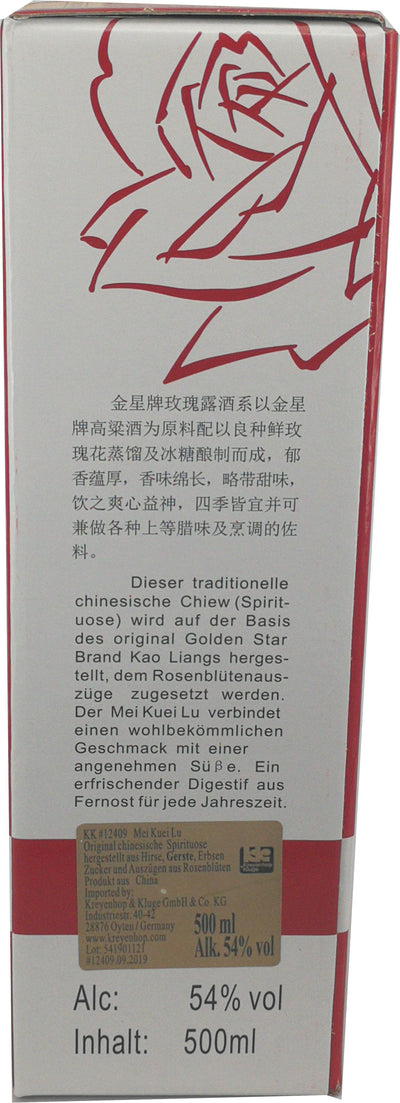 金星牌玫瑰露酒系以金星
牌高粱酒为原料配以良种鲜玫
瑰花蒸馏及冰糖酿制而成，郁
香蕴厚，香味绵长，略带甜味，
饮之爽心益神，四季皆宜并可
兼做各种上等腊味及烹调的佐
料。
Dieser traditionelle
chinesische Chiew (Spirit-
uose) wird auf der Basis
des original Golden Star
Brand Kao Liangs herges-
tellt, dem Rosenblütenaus-
züge zugesetzt werden.
Der Mei Kuei Lu verbindet
einen wohlbekömmlichen
Geschmack mit einer
angenehmen Süβe. Ein
erfrischender Digestif aus
Fernost für jede Jahreszeit.
KK #12409 Mei Kuei Lu
Original chinesische Spirituose
hergestellt aus Hirse, Gerste, Erbsen
Zucker und Auszügen aus Rosenblüten
Produkt aus China
Imported by:
Kreyenhop & Kluge GmbH & Co. KG
Industriestr. 40-42
28876 Oyten / Germany
www.kreyenhop.com
Lot: 541901121
#12409.09.2019
500 ml
Alk. 54% vol
Alc: 54% vol
Inhalt: 500ml